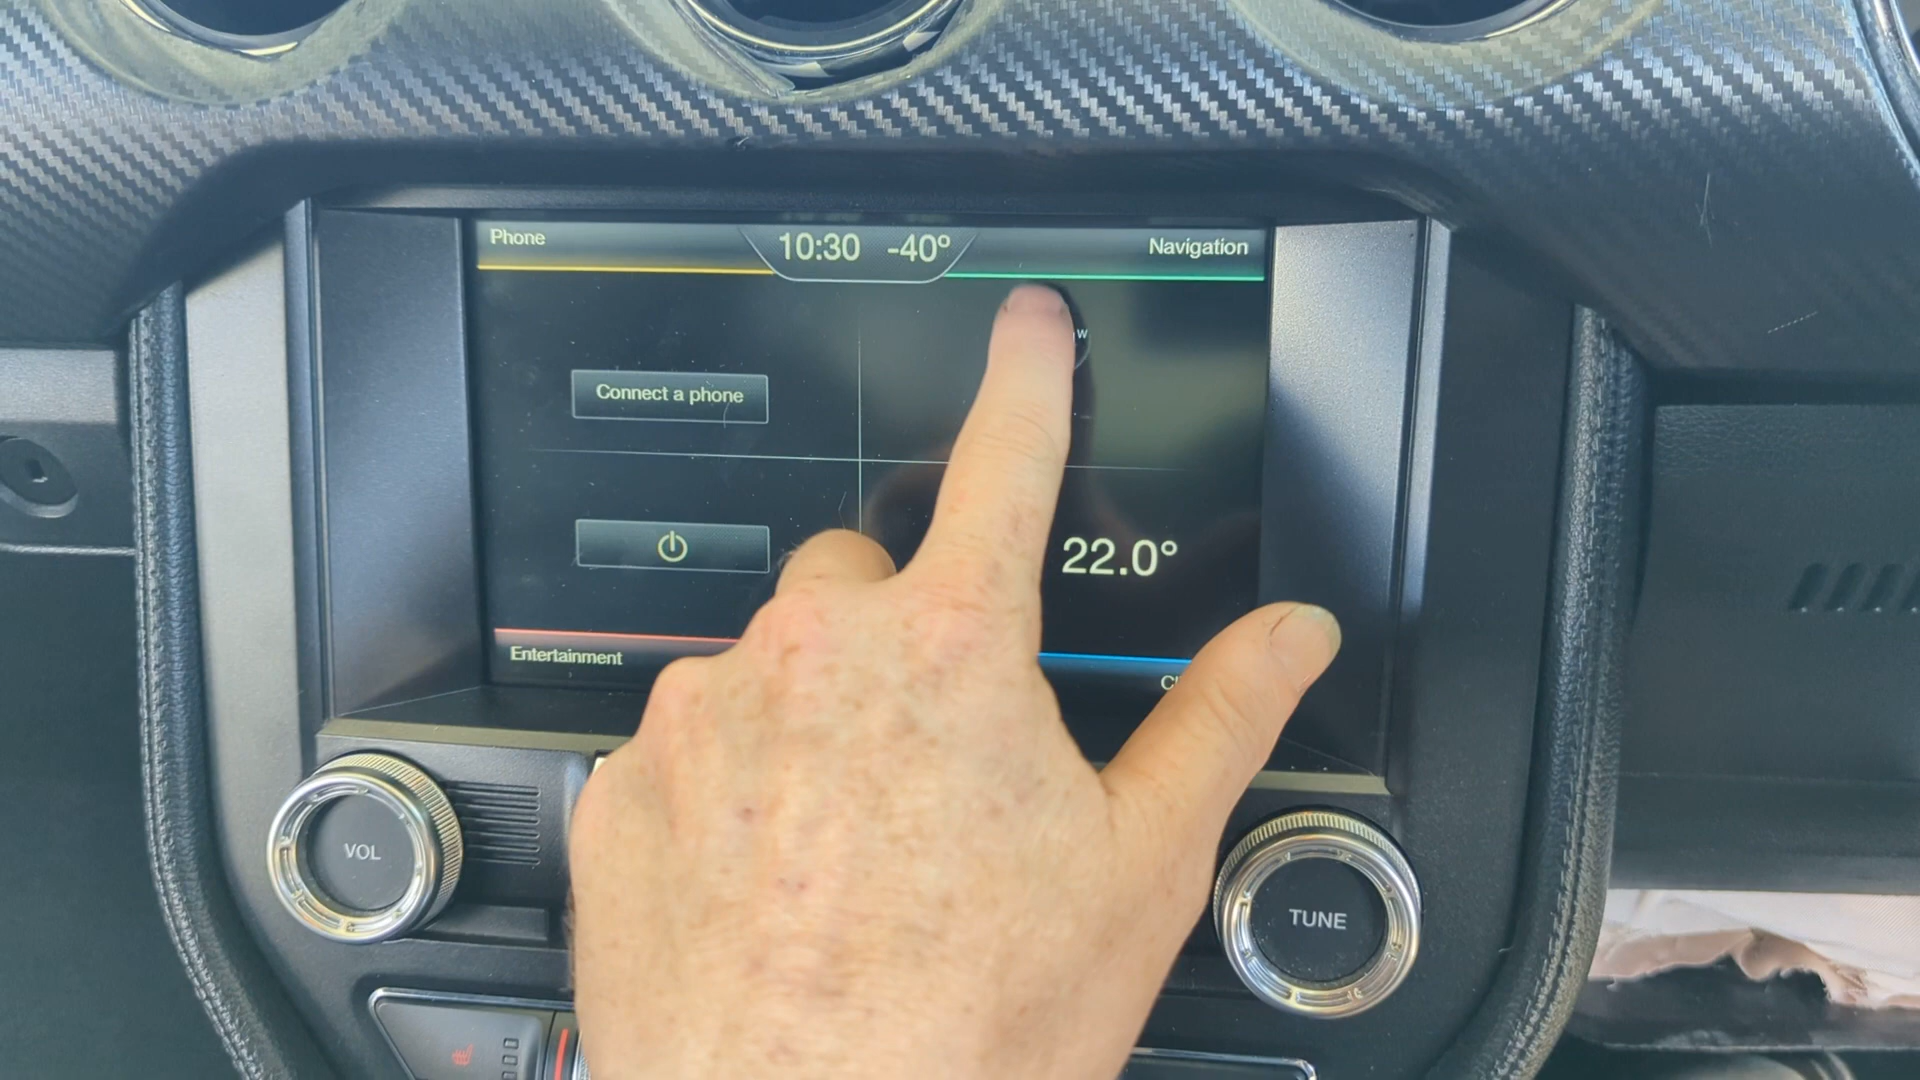 Phone
10:30 -40°
Navigation
W
Connect a phone
22.0°
Entertainment
VOL
TUNE